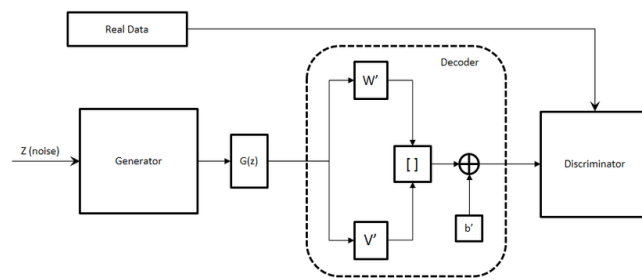 Real Data
Decoder
W'
Z (noise)
Generator
G(z)
[ ]
Discriminator
V'
b'